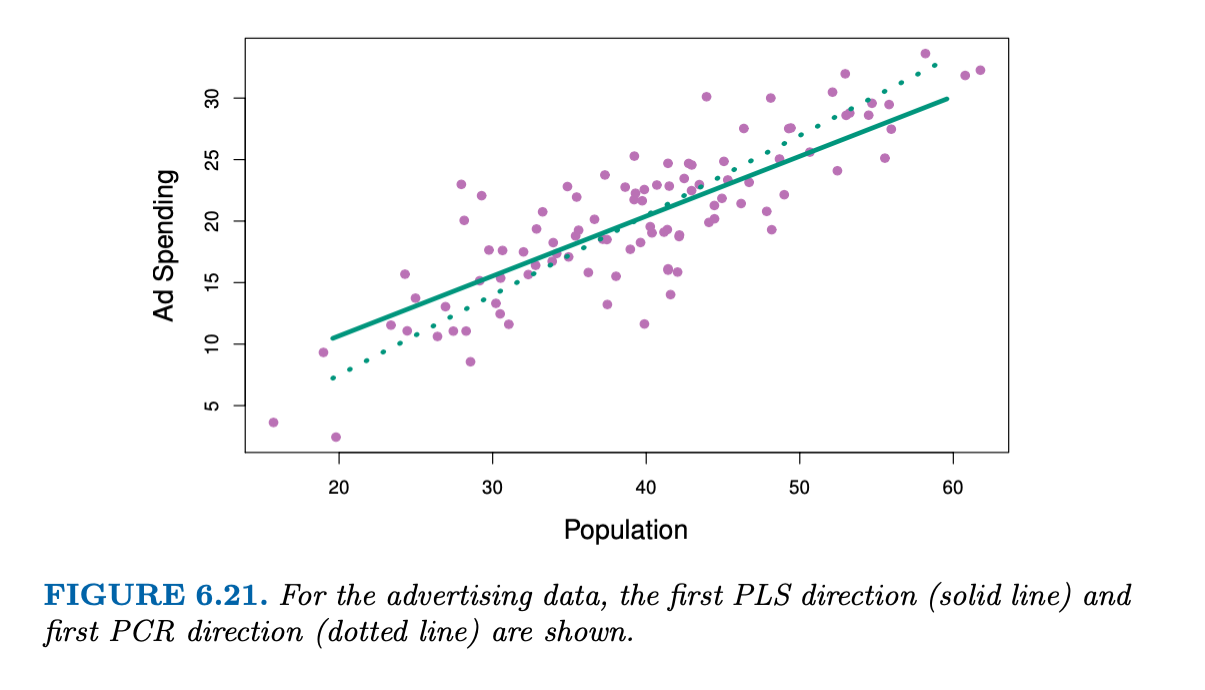 30
25
20
15
10
5
Ad Spending
20 30 40 50 60
Population
FIGURE 6.21. For the advertising data, the first PLS direction (solid line) and
first PCR direction (dotted line) are shown.